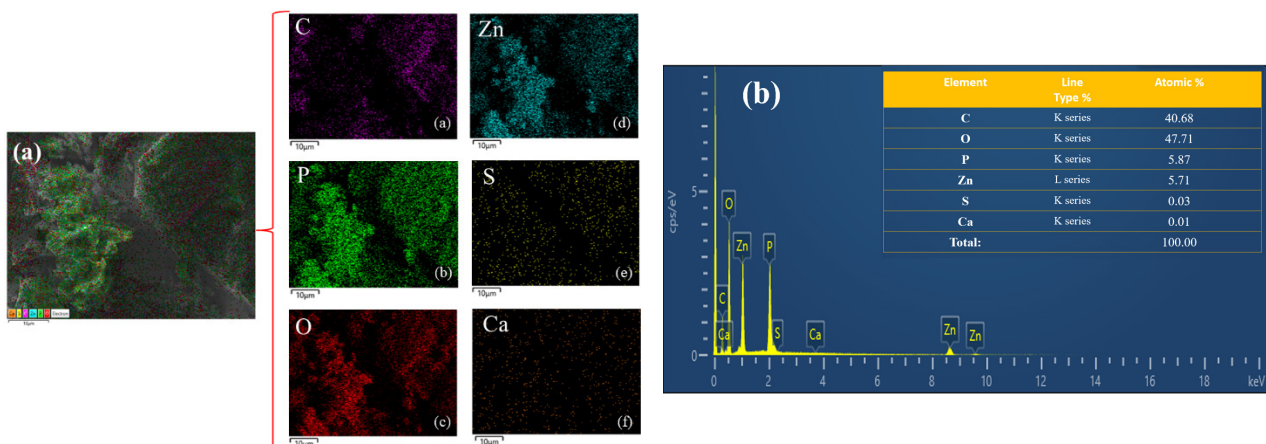 (a)
10μm
C
(a)
10μm
Zn
(d)
10μm
P
(b)
10μm
S
(e)
10μm
O
(c)
10μm
Ca
(f)
10μm
(b)
Element Line Type % Atomic %
C K series 40.68
O K series 47.71
P K series 5.87
Zn L series 5.71
S K series 0.03
Ca K series 0.01
Total: 100.00
cps/eV
5
0
O
Zn
P
C
Ca
S
Ca
Zn
Zn
0 2 4 6 8 10 12 14 16 18 keV